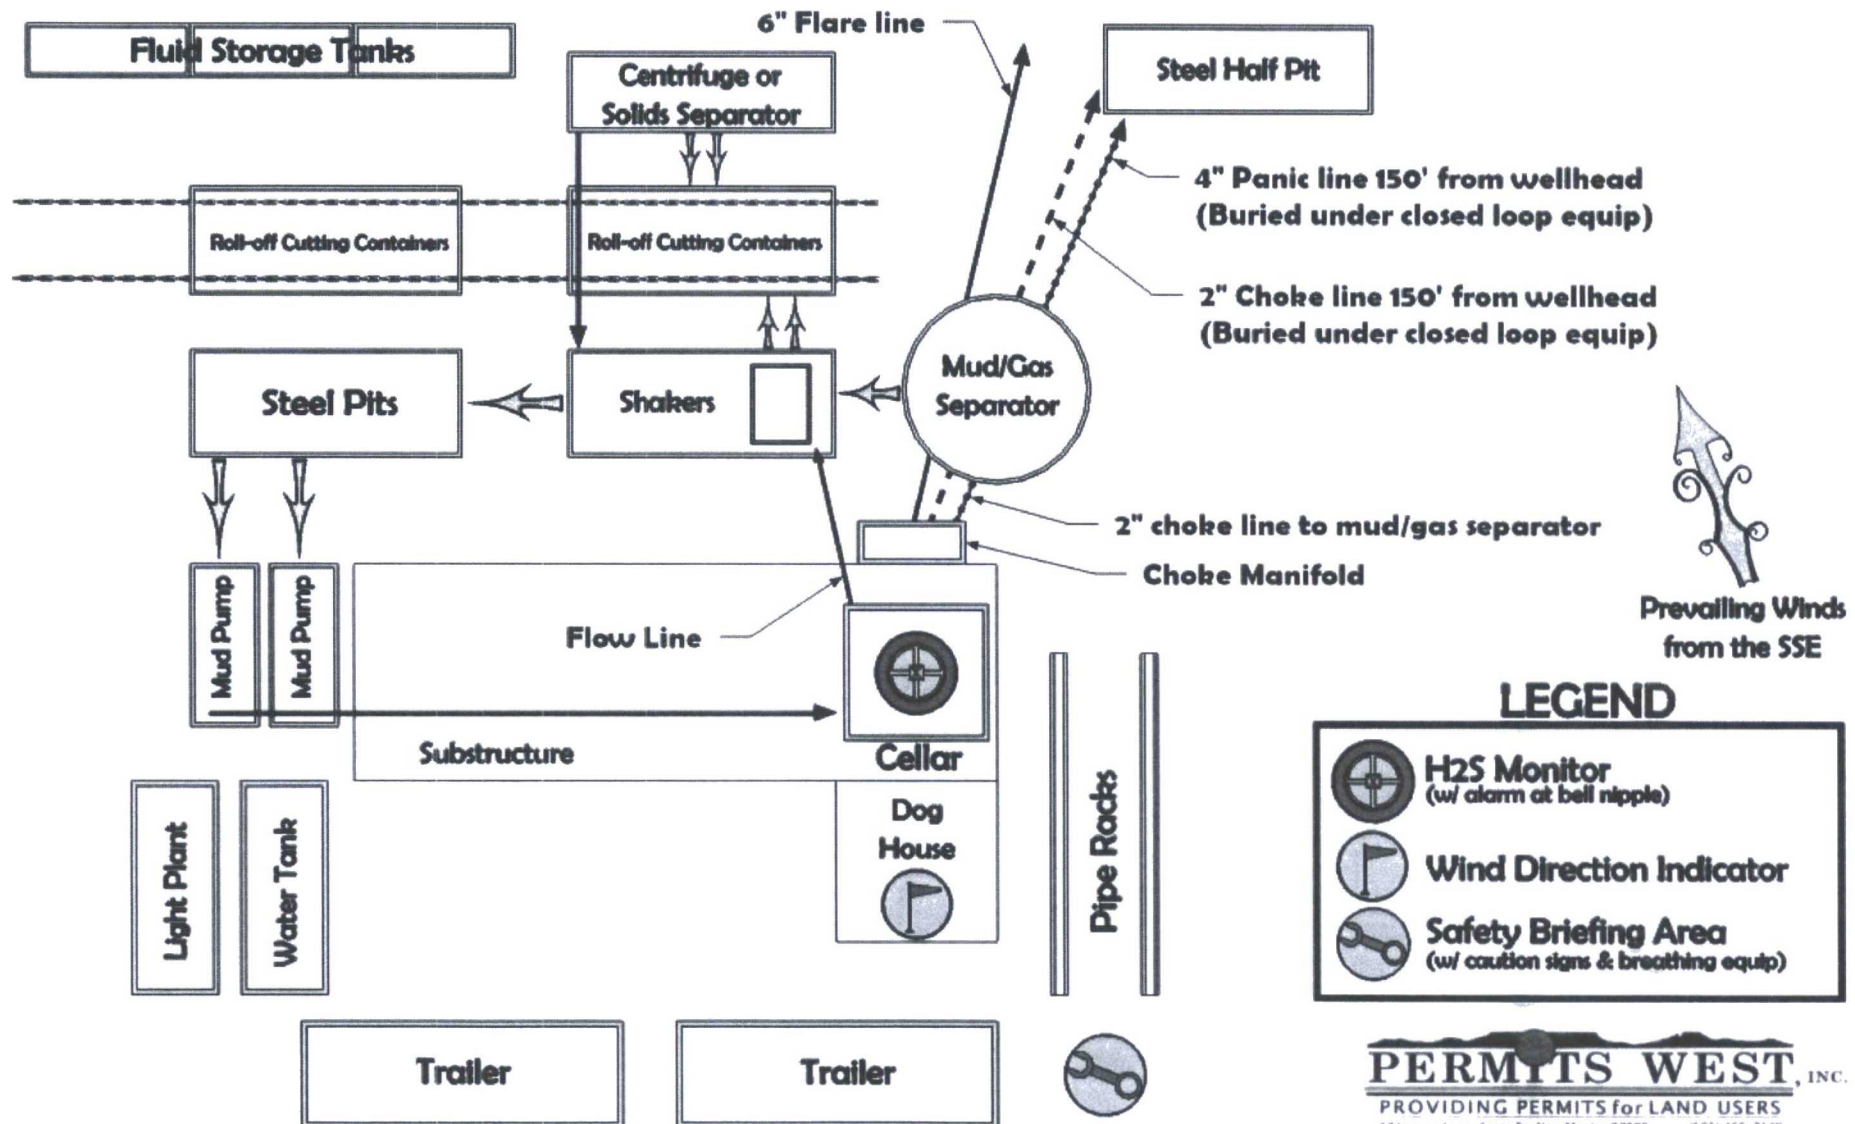 6" Flare line
Fluid Storage Tanks
Centrifuge or
Solids Separator
Steel Half Pit
4" Panic line 150' from wellhead
(Buried under closed loop equip)
Roll-off Cutting Containers
Roll-off Cutting Containers
2" Choke line 150' from wellhead
(Buried under closed loop equip)
Steel Pits
Shakers
Mud/Gas
Separator
2" choke line to mud/gas separator
Choke Manifold
Mud Pump
Mud Pump
Flow Line
Prevailing Winds
from the SSE
Substructure
Cellar
LEGEND
H2S Monitor
(w/ alarm at bell nipple)
Wind Direction Indicator
Safety Briefing Area
(w/ caution signs & breathing equip)
Dog
House
Pipe Racks
Light Plant
Water Tank
Trailer
Trailer
PERMITS WEST, INC.
PROVIDING PERMITS for LAND USERS